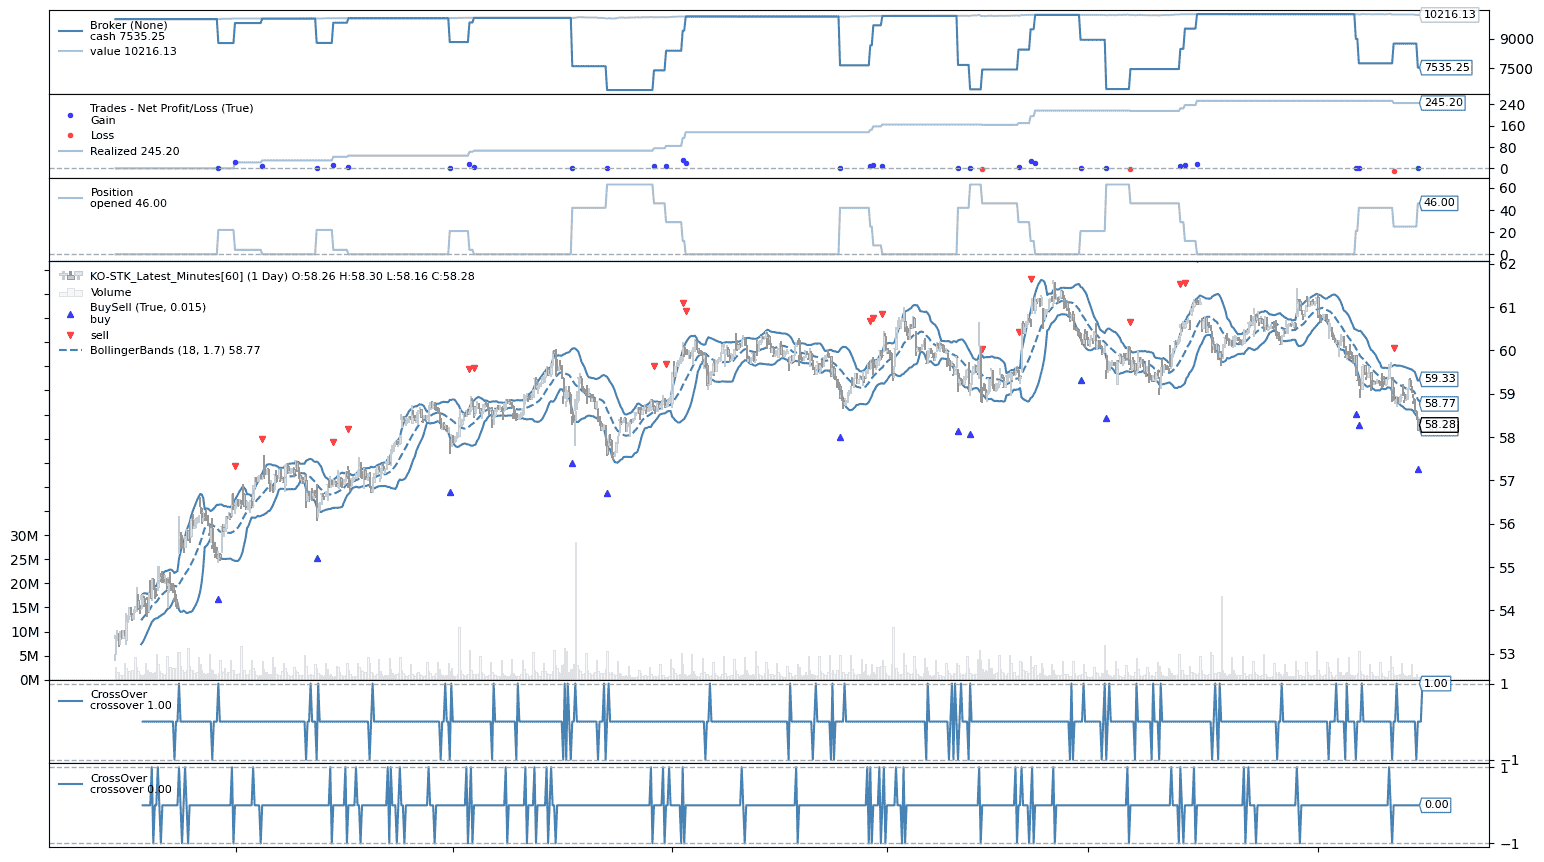 Broker (None)
cash 7535.25
value 10216.13
10216.13
9000
7500
7535.25
Trades - Net Profit/Loss (True)
Gain
Loss
Realized 245.20
245.20
240
160
80
0
Position
opened 46.00
60
46.00
40
20
0
KO-STK_Latest_Minutes[60] (1 Day) O:58.26 H:58.30 L:58.16 C:58.28
Volume
BuySell (True, 0.015)
buy
sell
BollingerBands (18, 1.7) 58.77
62
61
60
59.33
59
58.77
58.28
58
57
56
55
54
53
30M
25M
20M
15M
10M
5M
0M
CrossOver
crossover 1.00
1.00
1
−1
CrossOver
crossover 0.00
1
0.00
−1